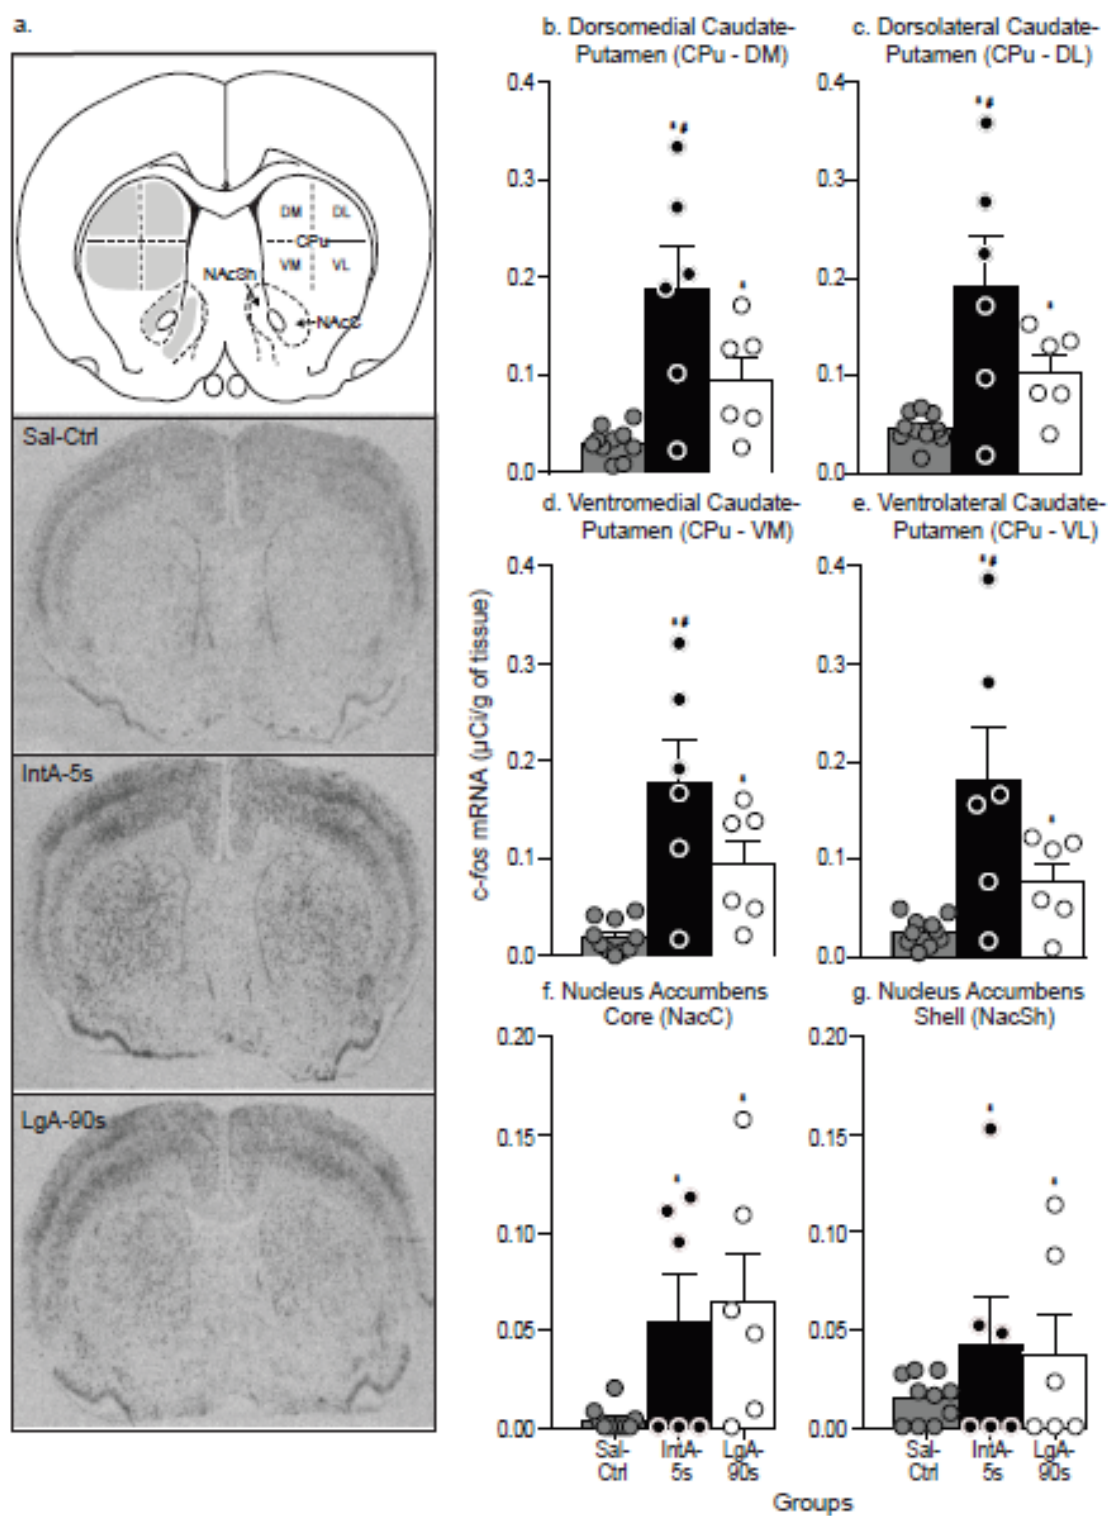 a.
DM
DL
CPu
VM
VL
NAcSh
NAcC
Sal-Ctrl
IntA-5s
LgA-90s
b. Dorsomedial Caudate-
Putamen (CPu - DM)
0.4
0.3
0.2
0.1
0.0
*#
*
c. Dorsolateral Caudate-
Putamen (CPu - DL)
0.4
0.3
0.2
0.1
0.0
*#
*
d. Ventromedial Caudate-
Putamen (CPu - VM)
0.4
0.3
0.2
0.1
0.0
*#
*
e. Ventrolateral Caudate-
Putamen (CPu - VL)
0.4
0.3
0.2
0.1
0.0
*#
*
c-fos mRNA (µCi/g of tissue)
f. Nucleus Accumbens
Core (NacC)
0.20
0.15
0.10
0.05
0.00
*
*
Sal-
Ctrl
IntA-
5s
LgA-
90s
g. Nucleus Accumbens
Shell (NacSh)
0.20
0.15
0.10
0.05
0.00
*
*
Sal-
Ctrl
IntA-
5s
LgA-
90s
Groups